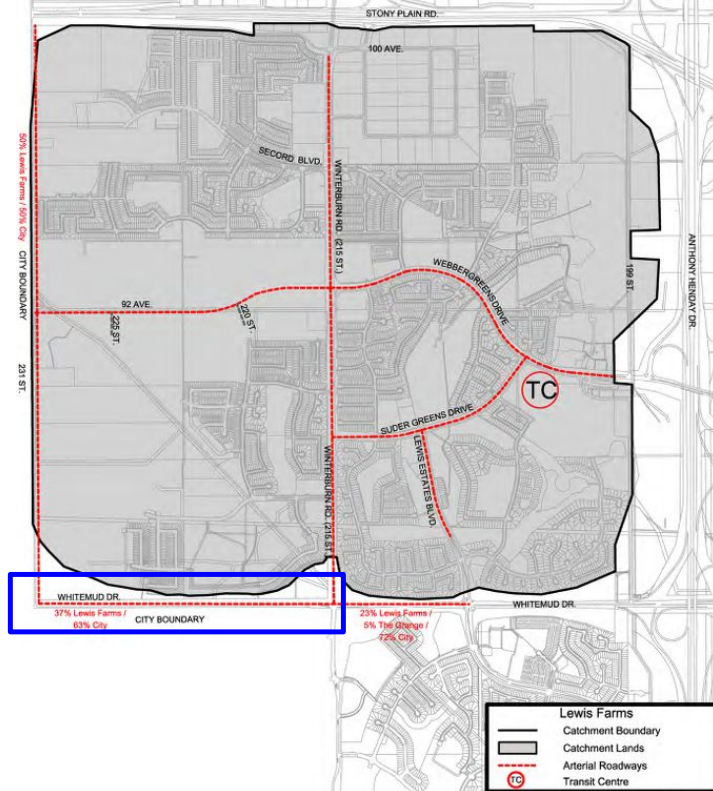 STONY PLAIN RD.
100 AVE.
SECORD BLVD.
WINTERBURN RD. (215 ST.)
50% Lewis Farms / 50% City
CITY BOUNDARY
231 ST.
WEBBERGREENS DRIVE
199 ST.
ANTHONY HENDAY DR.
92 AVE.
225 ST.
220 ST.
TC
SUDER GREENS DRIVE
LEWIS ESTATES BLVD.
WINTERBURN RD. (215 ST.)
WHITEMUD DR.
37% Lewis Farms /
63% City
CITY BOUNDARY
23% Lewis Farms /
5% The Grange /
72% City
WHITEMUD DR.
Lewis Farms
Catchment Boundary
Catchment Lands
Arterial Roadways
TC
Transit Centre